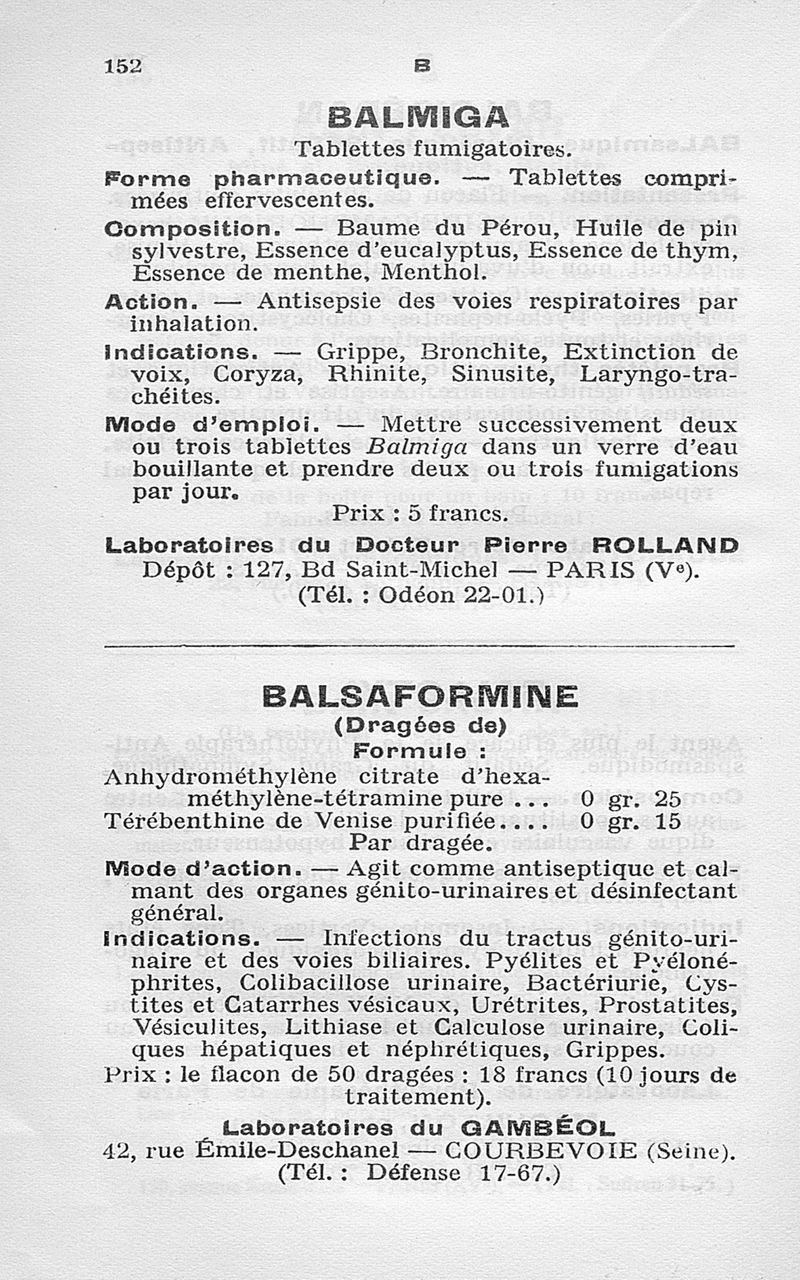 152
B
BALMIGA
Tablettes fumigatoires.
Forme pharmaceutique. — Tablettes compri-
mées effervescentes.
Composition. — Baume du Pérou, Huile de pin
sylvestre, Essence d'eucalyptus, Essence de thym,
Essence de menthe, Menthol.
Action. — Antisepsie des voies respiratoires par
inhalation.
Indications. — Grippe, Bronchite, Extinction de
voix, Coryza, Rhinite, Sinusite, Laryngo-tra-
chéites.
Mode d'emploi. — Mettre successivement deux
ou trois tablettes Balmiga dans un verre d'eau
bouillante et prendre deux ou trois fumigations
par jour.
Prix : 5 francs.
Laboratoires du Docteur Pierre ROLLAND
Dépôt : 127, Bd Saint-Michel — PARIS (Ve).
(Tél. : Odéon 22-01.)
BALSAFORMINE
(Dragées de)
Formule :
Anhydrométhylène citrate d'hexa-
méthylène-tétramine pure ... 0 gr. 25
Térébenthine de Venise purifiée.... 0 gr. 15
Par dragée.
Mode d'action. — Agit comme antiseptique et cal-
mant des organes génito-urinaires et désinfectant
général.
Indications. — Infections du tractus génito-uri-
naire et des voies biliaires. Pyélites et Pyéloné-
phrites, Colibacillose urinaire, Bactériurie, Cys-
tites et Catarrhes vésicaux, Urétrites, Prostatites,
Vésiculites, Lithiase et Calculose urinaire, Coli-
ques hépatiques et néphrétiques, Grippes.
Prix : le flacon de 50 dragées : 18 francs (10 jours de
traitement).
Laboratoires du GAMBÉOL
42, rue Émile-Deschanel — COURBEVOIE (Seine).
(Tél. : Défense 17-67.)